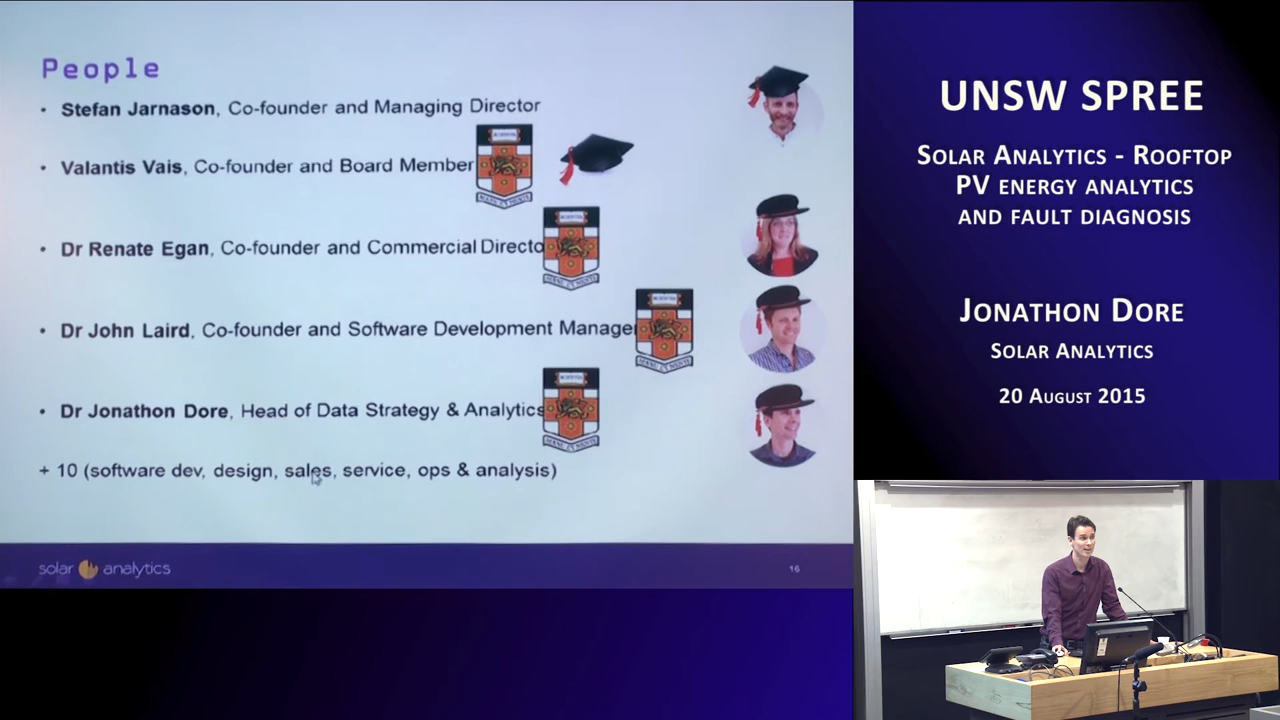 People
• Stefan Jarnason, Co-founder and Managing Director
• Valantis Vais, Co-founder and Board Member
• Dr Renate Egan, Co-founder and Commercial Directo
• Dr John Laird, Co-founder and Software Development Manager
• Dr Jonathon Dore, Head of Data Strategy & Analytics
+ 10 (software dev, design, sales, service, ops & analysis)
solar analytics
16
UNSW SPREE
Solar Analytics - Rooftop
PV energy analytics
and fault diagnosis
Jonathon Dore
Solar Analytics
20 August 2015